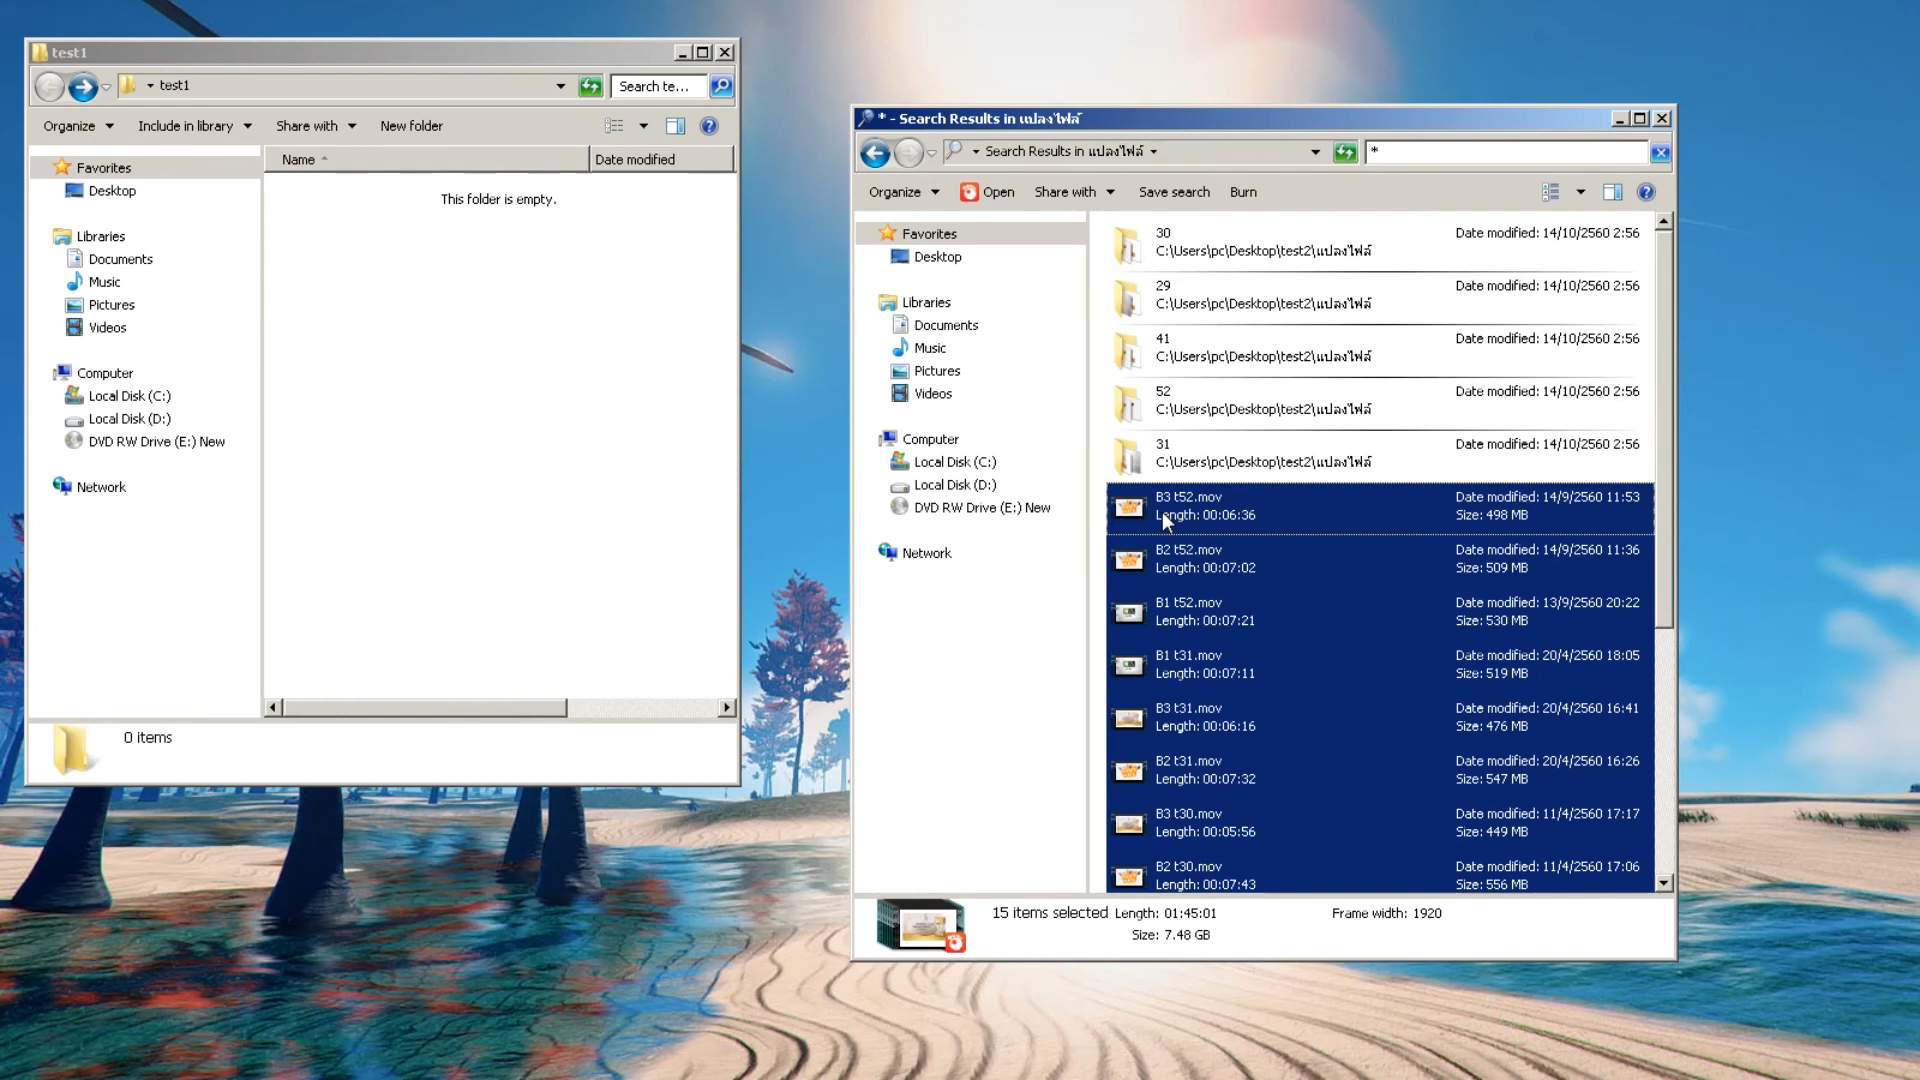 test1
test1
Search te...
Organize
Include in library
Share with
New folder
Name
Date modified
This folder is empty.
Favorites
Desktop
Libraries
Documents
Music
Pictures
Videos
Computer
Local Disk (C:)
Local Disk (D:)
DVD RW Drive (E:) New
Network
0 items
* - Search Results in แปลงไฟล์
Search Results in แปลงไฟล์
*
Organize
Open
Share with
Save search
Burn
Favorites
Desktop
Libraries
Documents
Music
Pictures
Videos
Computer
Local Disk (C:)
Local Disk (D:)
DVD RW Drive (E:) New
Network
30
Date modified: 14/10/2560 2:56
C:\Users\pc\Desktop\test2\แปลงไฟล์
29
Date modified: 14/10/2560 2:56
C:\Users\pc\Desktop\test2\แปลงไฟล์
41
Date modified: 14/10/2560 2:56
C:\Users\pc\Desktop\test2\แปลงไฟล์
52
Date modified: 14/10/2560 2:56
C:\Users\pc\Desktop\test2\แปลงไฟล์
31
Date modified: 14/10/2560 2:56
C:\Users\pc\Desktop\test2\แปลงไฟล์
B3 t52.mov
Date modified: 14/9/2560 11:53
Length: 00:06:36
Size: 498 MB
B2 t52.mov
Date modified: 14/9/2560 11:36
Length: 00:07:02
Size: 509 MB
B1 t52.mov
Date modified: 13/9/2560 20:22
Length: 00:07:21
Size: 530 MB
B1 t31.mov
Date modified: 20/4/2560 18:05
Length: 00:07:11
Size: 519 MB
B3 t31.mov
Date modified: 20/4/2560 16:41
Length: 00:06:16
Size: 476 MB
B2 t31.mov
Date modified: 20/4/2560 16:26
Length: 00:07:32
Size: 547 MB
B3 t30.mov
Date modified: 11/4/2560 17:17
Length: 00:05:56
Size: 449 MB
B2 t30.mov
Date modified: 11/4/2560 17:06
Length: 00:07:43
Size: 556 MB
15 items selected
Length: 01:45:01
Frame width: 1920
Size: 7.48 GB